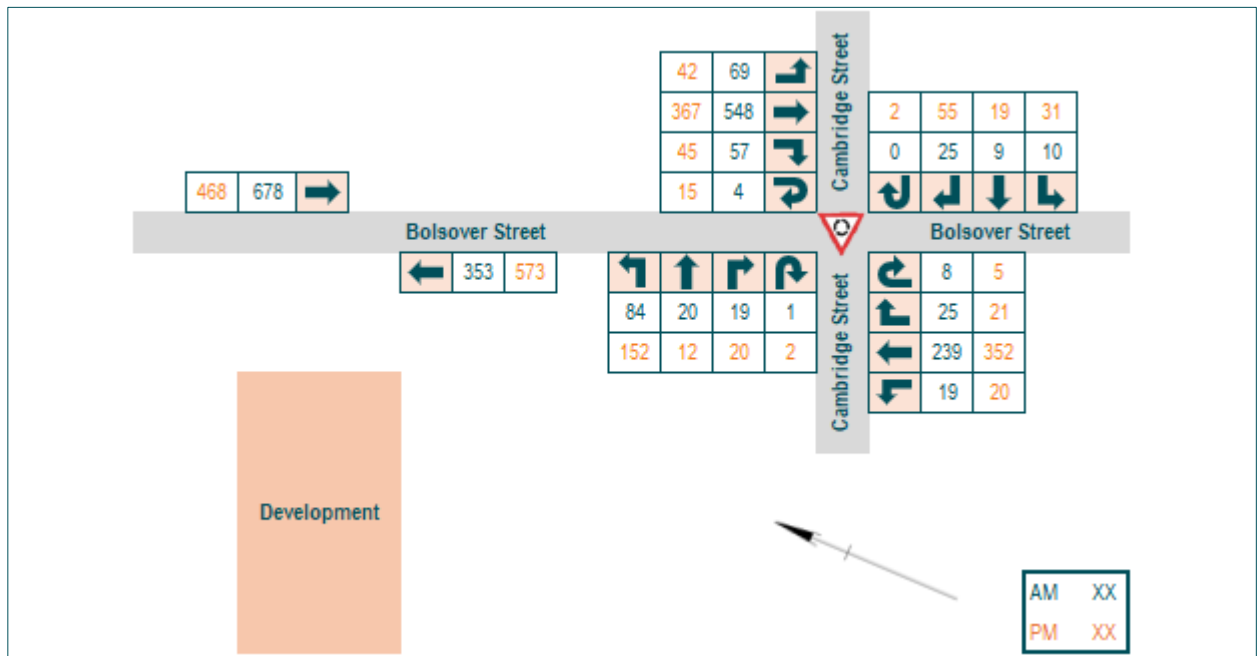 42 69
367 548
45 57
15 4
Cambridge Street
2 55 19 31
0 25 9 10
468 678
Bolsover Street
Bolsover Street
353 573
84 20 19 1
152 12 20 2
Cambridge Street
8 5
25 21
239 352
19 20
Development
AM XX
PM XX